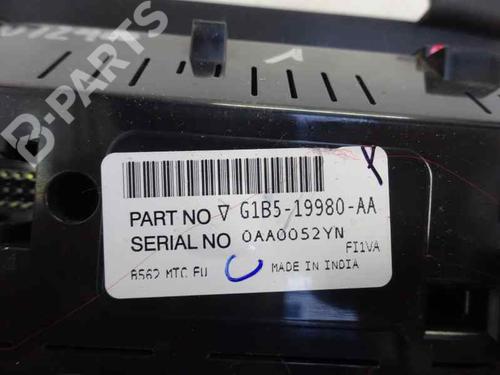 B-PARTS
PART NO ∇ G1B5-19980-AA
SERIAL NO 0AA0052YN
FI1VA
B562 MTC EU
MADE IN INDIA